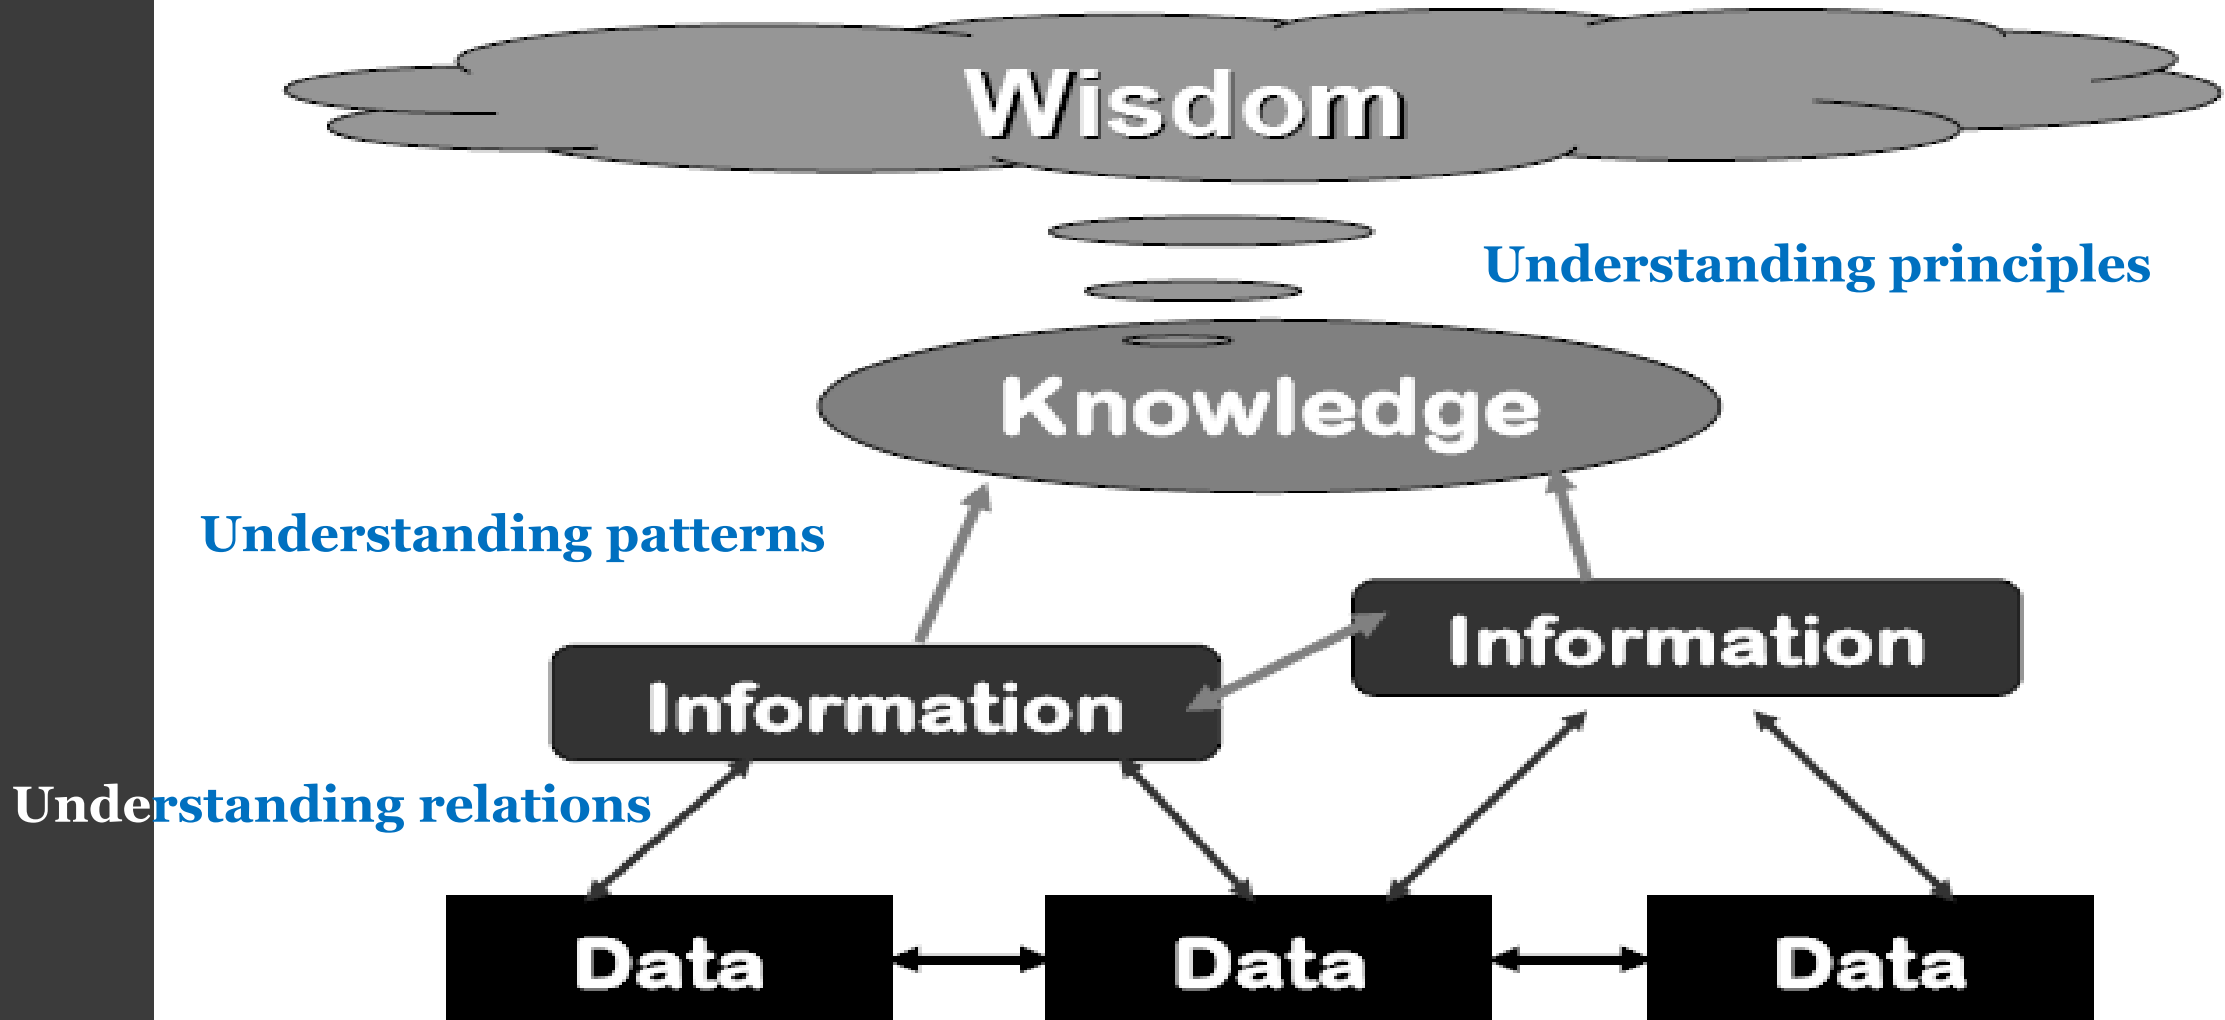 Wisdom
Understanding principles
Knowledge
Understanding patterns
Information
Information
Understanding relations
Data
Data
Data